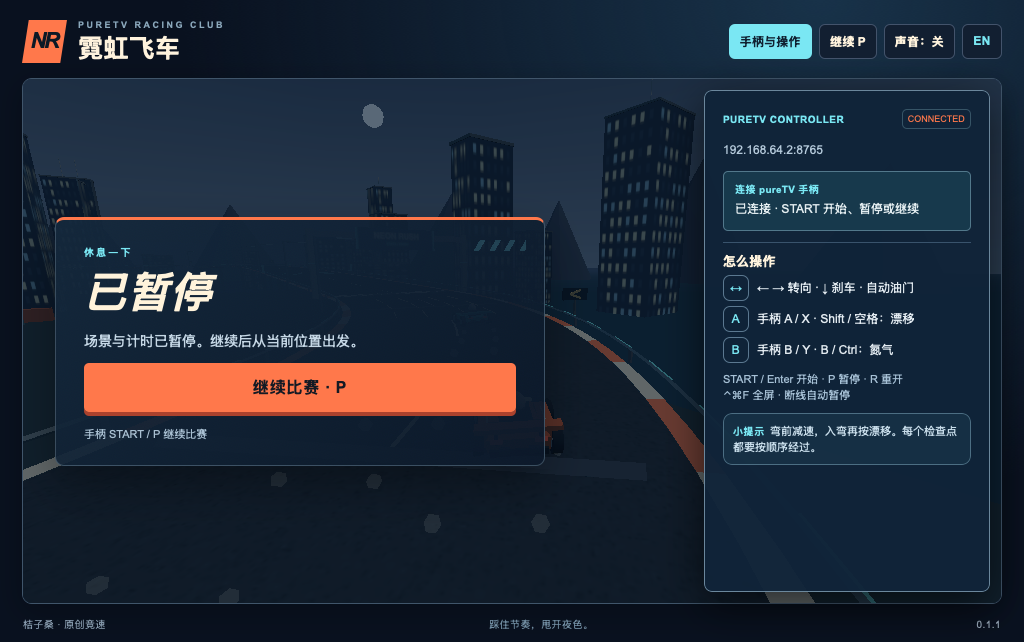 NR
PURETV RACING CLUB
霓虹飞车
手柄与操作
继续 P
声音：关
EN
PURETV CONTROLLER
CONNECTED
192.168.64.2:8765
连接 pureTV 手柄
已连接 · START 开始、暂停或继续
怎么操作
↔ ←→ 转向 · ↓ 刹车 · 自动油门
A 手柄 A / X · Shift / 空格：漂移
B 手柄 B / Y · B / Ctrl：氮气
START / Enter 开始 · P 暂停 · R 重开
^⌘F 全屏 · 断线自动暂停
小提示 弯前减速，入弯再按漂移。每个检查点
都要按顺序经过。
休息一下
已暂停
场景与计时已暂停。继续后从当前位置出发。
继续比赛 · P
手柄 START / P 继续比赛
<
桔子桑 · 原创竞速
踩住节奏，甩开夜色。
0.1.1